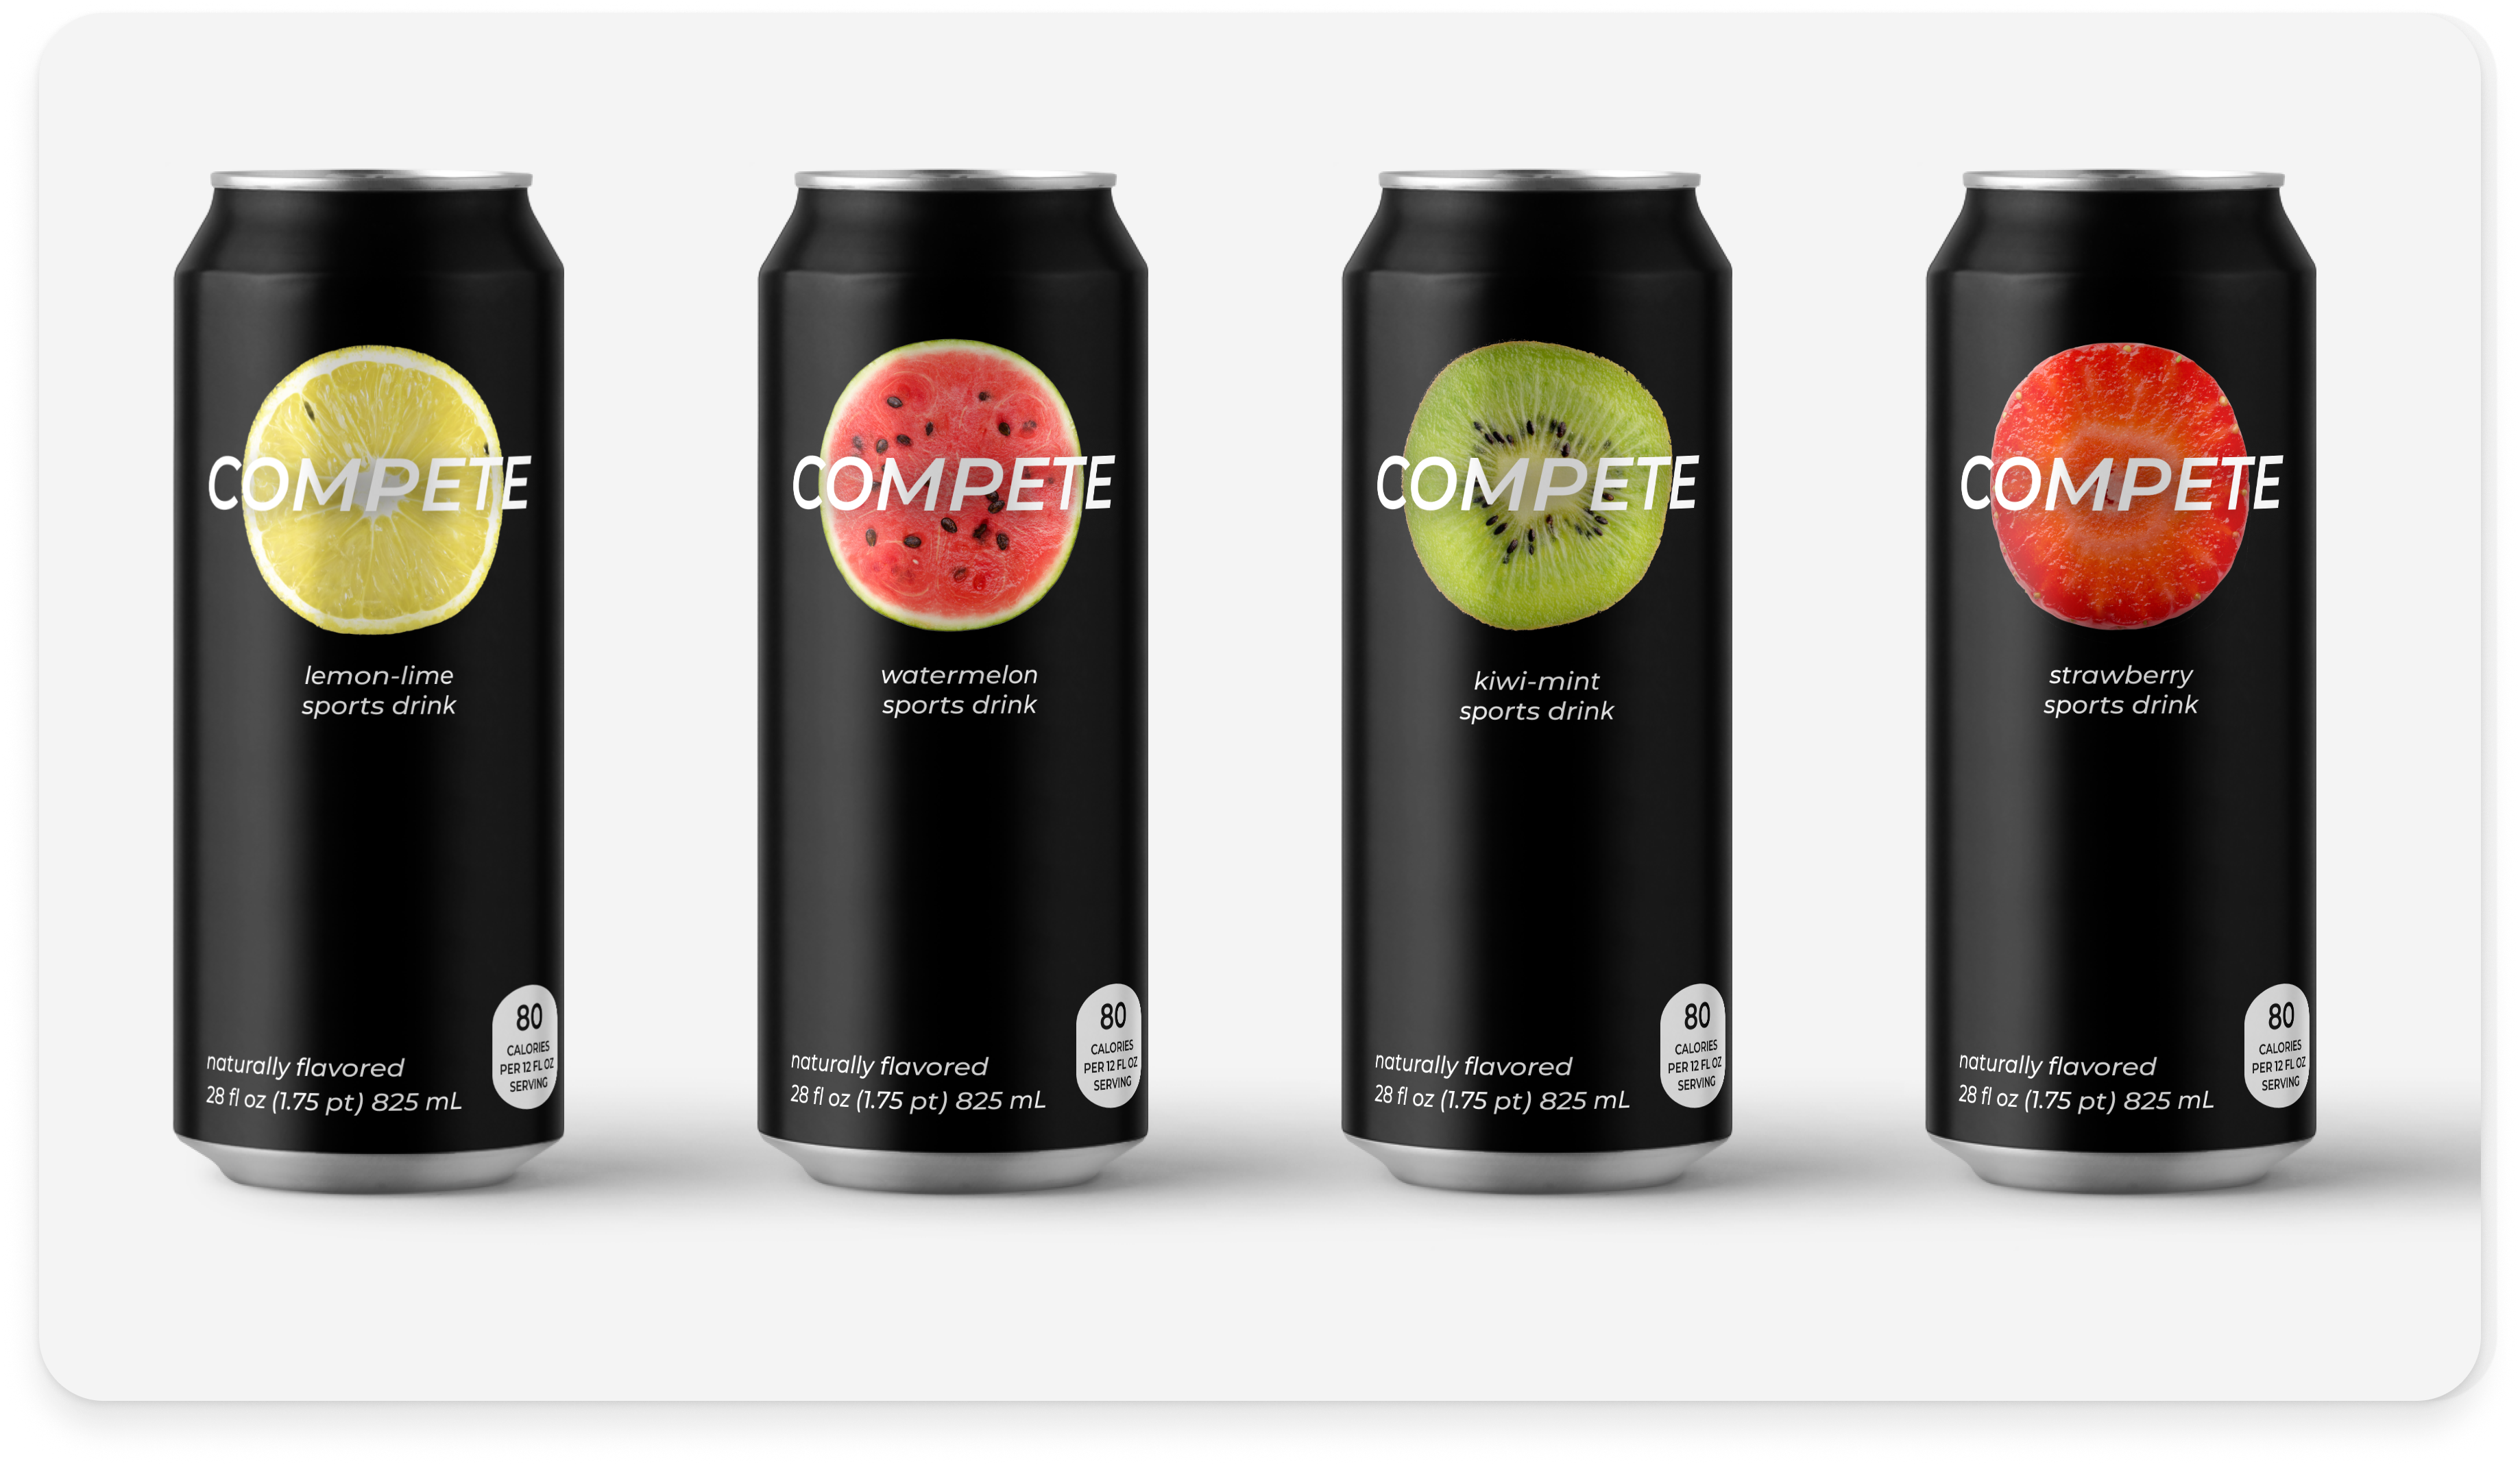 COMPETE
lemon-lime
sports drink
80
CALORIES
PER 12 FL OZ
SERVING
naturally flavored
28 fl oz (1.75 pt) 825 mL
COMPETE
watermelon
sports drink
80
CALORIES
PER 12 FL OZ
SERVING
naturally flavored
28 fl oz (1.75 pt) 825 mL
COMPETE
kiwi-mint
sports drink
80
CALORIES
PER 12 FL OZ
SERVING
naturally flavored
28 fl oz (1.75 pt) 825 mL
COMPETE
strawberry
sports drink
80
CALORIES
PER 12 FL OZ
SERVING
naturally flavored
28 fl oz (1.75 pt) 825 mL